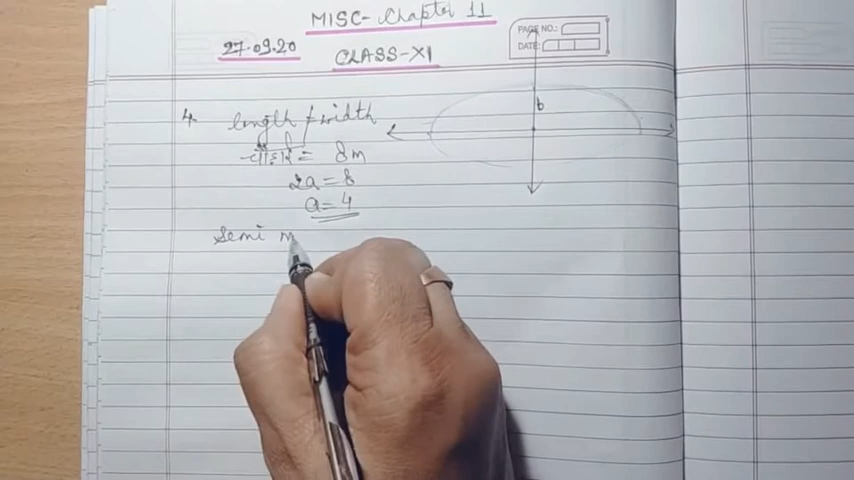 MISC- Chapter 11
27.09.20
CLASS-XI
PAGE NO.:
DATE:
4. length / width
b
= 8m
2a = 8
a = 4
Semi m